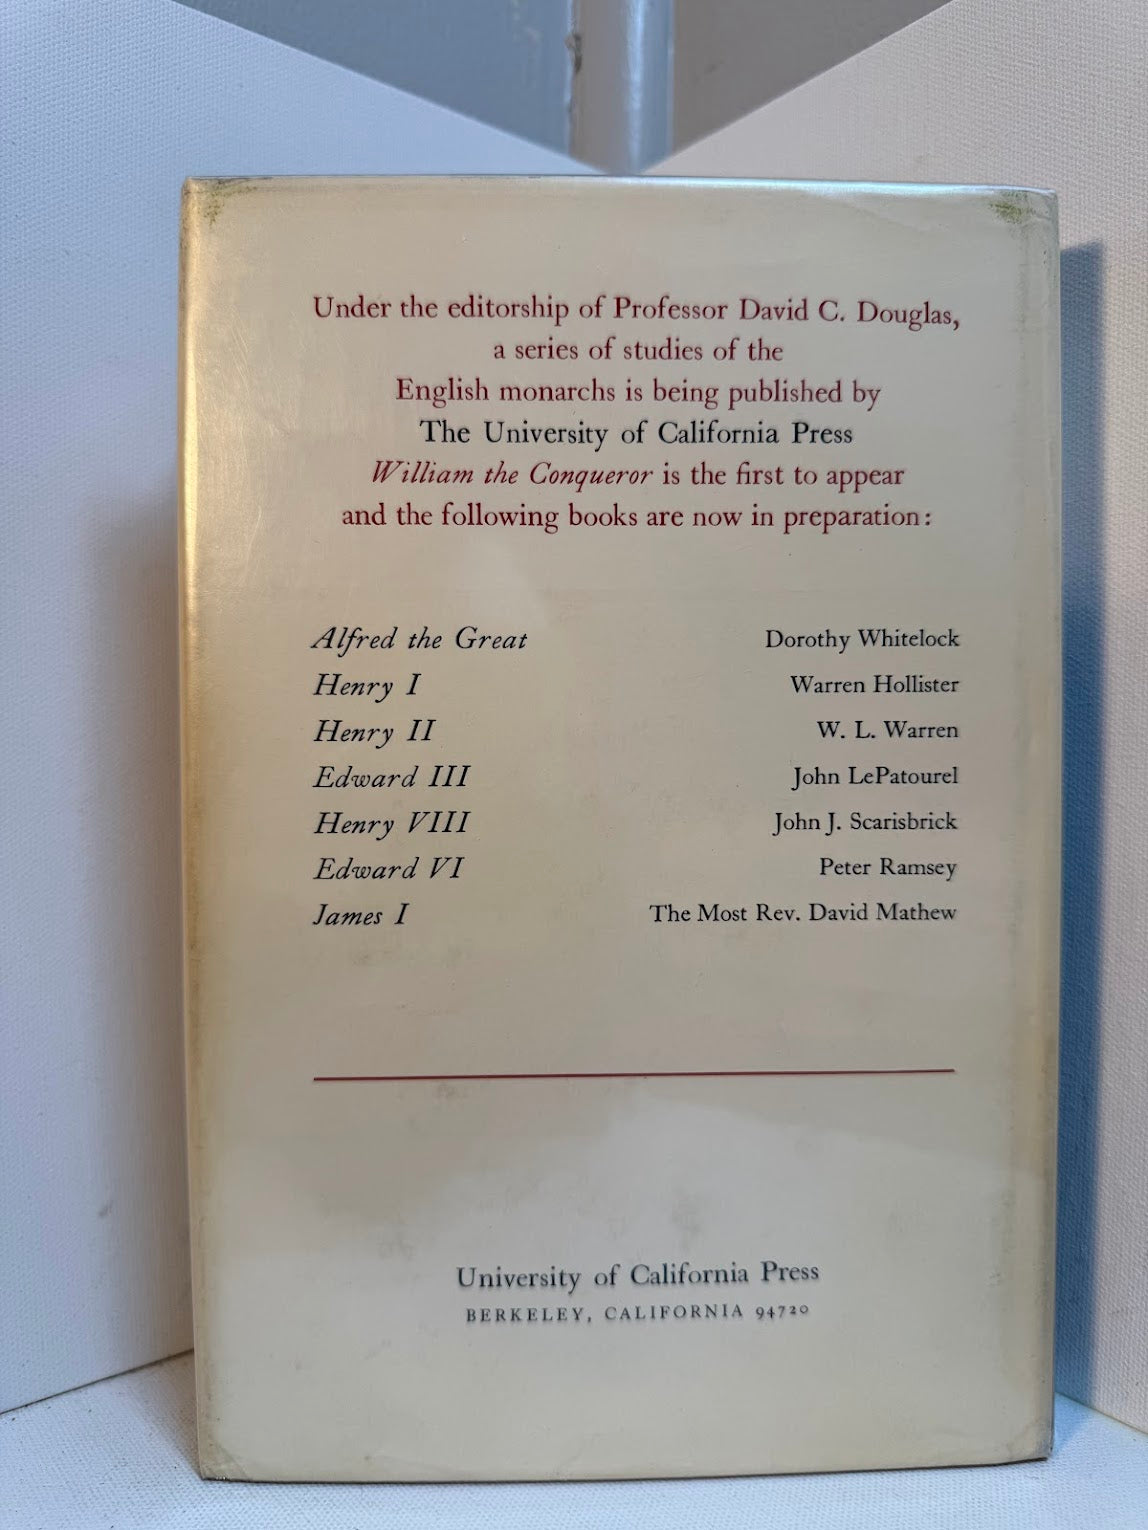 Under the editorship of Professor David C. Douglas,
a series of studies of the
English monarchs is being published by
The University of California Press
William the Conqueror is the first to appear
and the following books are now in preparation:
Alfred the Great Dorothy Whitelock
Henry I Warren Hollister
Henry II W. L. Warren
Edward III John LePatourel
Henry VIII John J. Scarisbrick
Edward VI Peter Ramsey
James I The Most Rev. David Mathew
University of California Press
BERKELEY, CALIFORNIA 94720